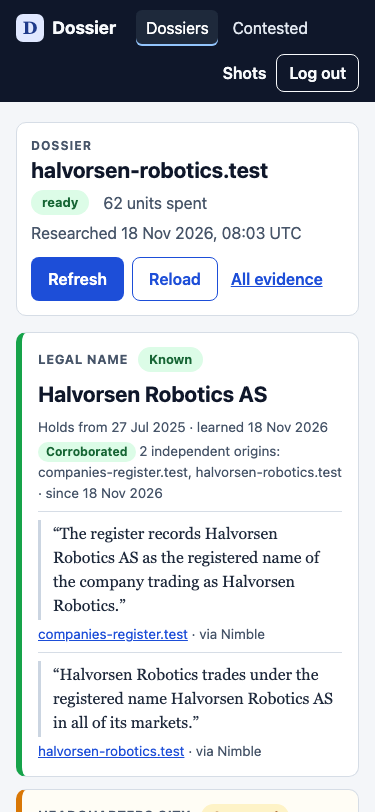 D Dossier
Dossiers
Contested
Shots
Log out
DOSSIER
halvorsen-robotics.test
ready
62 units spent
Researched 18 Nov 2026, 08:03 UTC
Refresh
Reload
All evidence
LEGAL NAME
Known
Halvorsen Robotics AS
Holds from 27 Jul 2025 · learned 18 Nov 2026
Corroborated 2 independent origins:
companies-register.test, halvorsen-robotics.test
· since 18 Nov 2026
“The register records Halvorsen
Robotics AS as the registered name of
the company trading as Halvorsen
Robotics.”
companies-register.test · via Nimble
“Halvorsen Robotics trades under the
registered name Halvorsen Robotics AS
in all of its markets.”
halvorsen-robotics.test · via Nimble